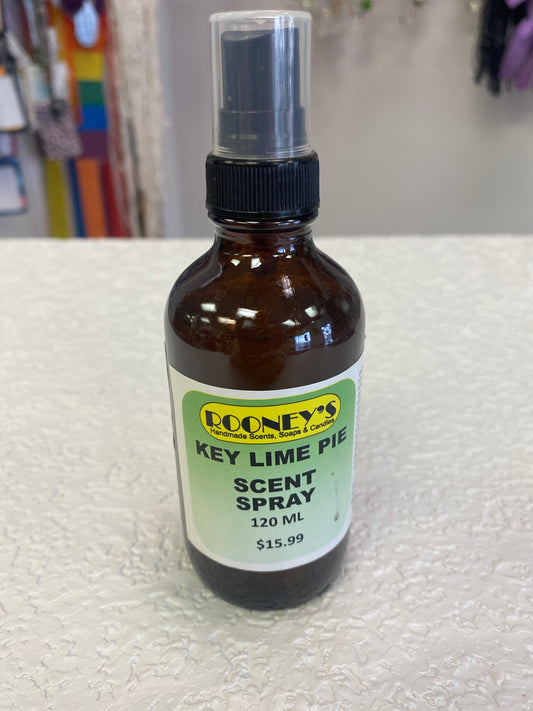 ROONEY'S
Handmade Scents, Soaps & Candles
KEY LIME PIE
SCENT
SPRAY
120 ML
$15.99